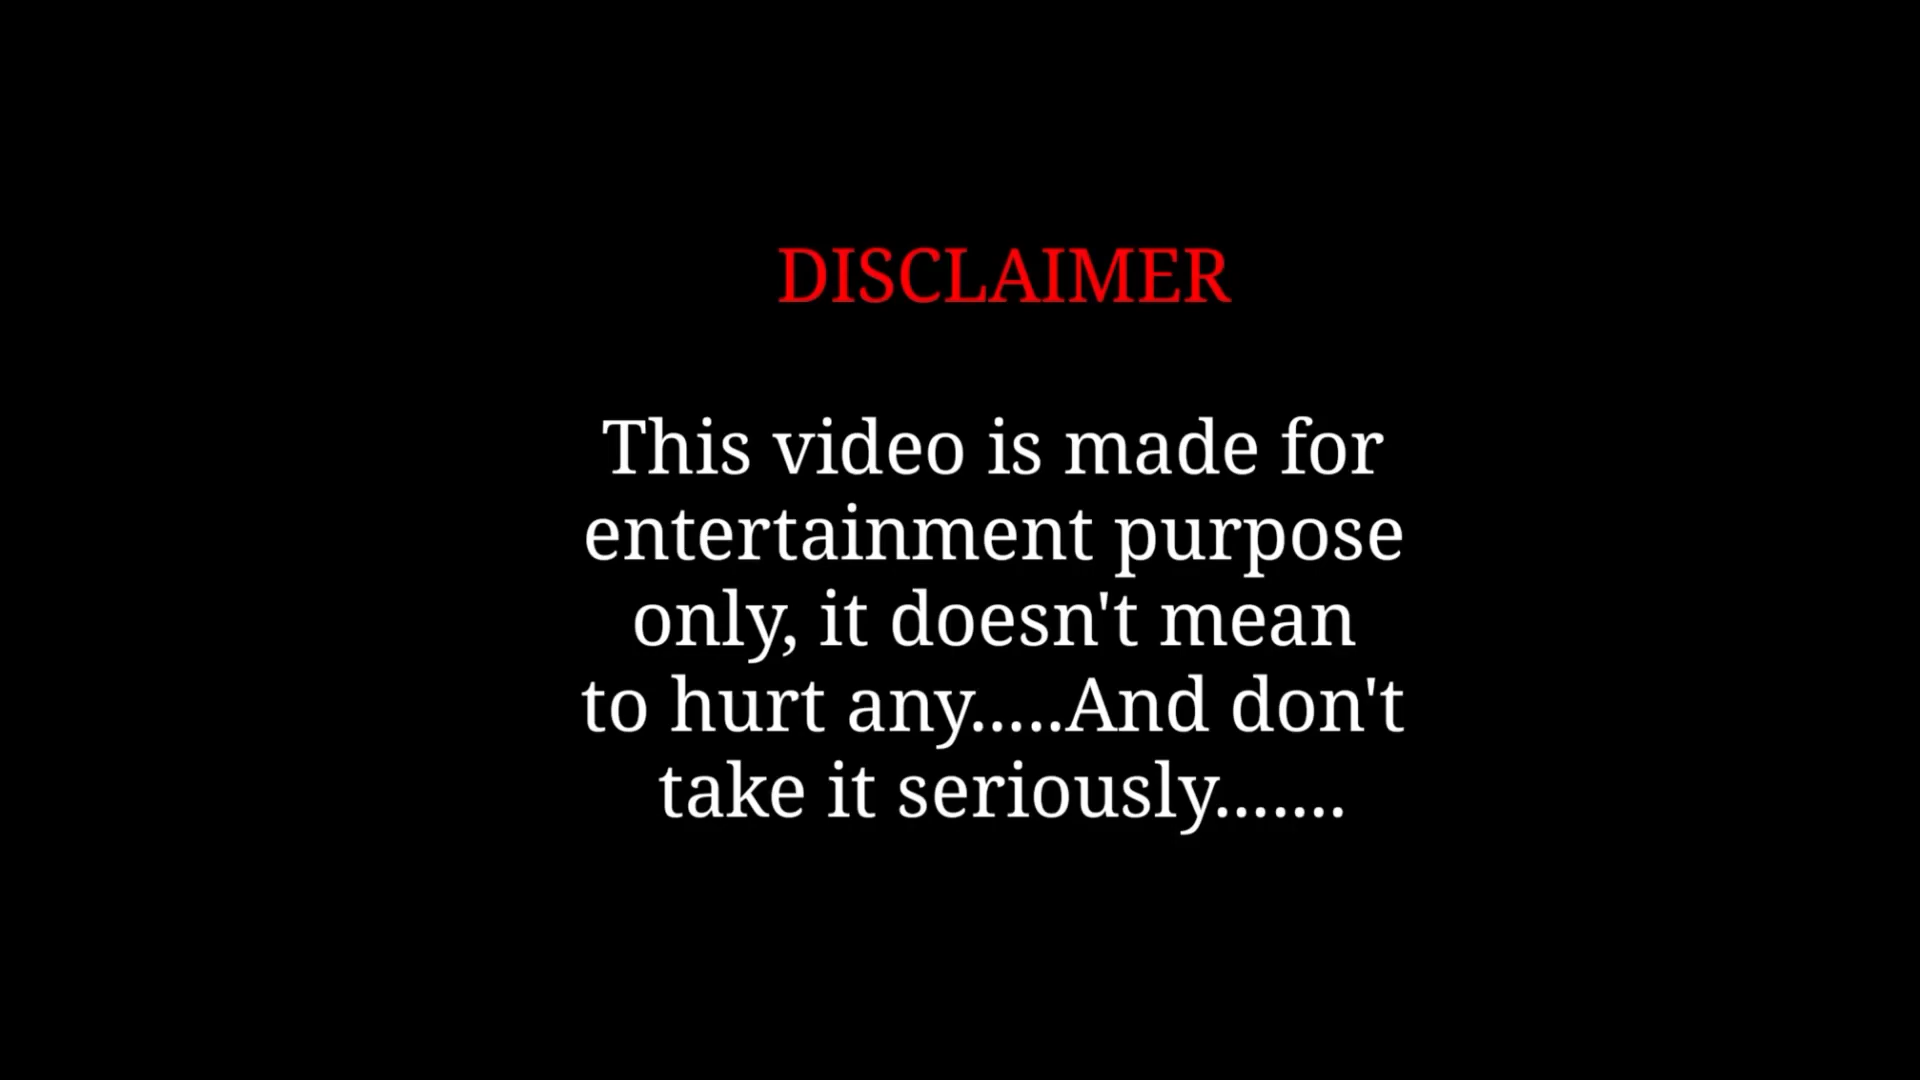 DISCLAIMER
This video is made for
entertainment purpose
only, it doesn't mean
to hurt any.....And don't
take it seriously.......